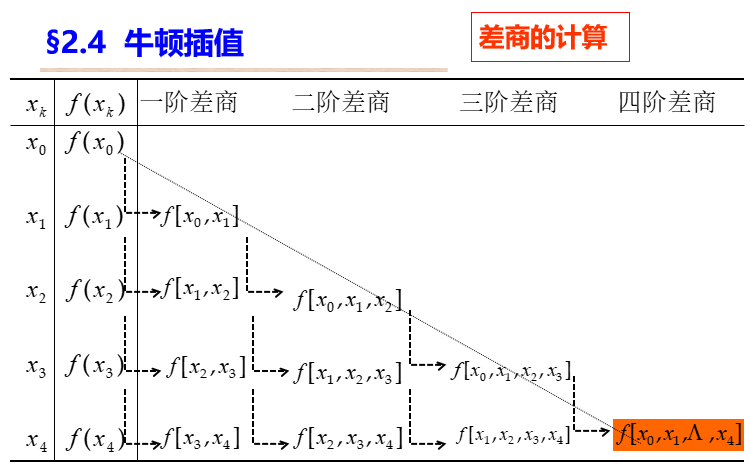 §2.4 牛顿插值
差商的计算
x_k f(x_k) 一阶差商 二阶差商 三阶差商 四阶差商
x_0 f(x_0)
x_1 f(x_1) f[x_0,x_1]
x_2 f(x_2) f[x_1,x_2] f[x_0,x_1,x_2]
x_3 f(x_3) f[x_2,x_3] f[x_1,x_2,x_3] f[x_0,x_1,x_2,x_3]
x_4 f(x_4) f[x_3,x_4] f[x_2,x_3,x_4] f[x_1,x_2,x_3,x_4] f[x_0,x_1,Λ,x_4]